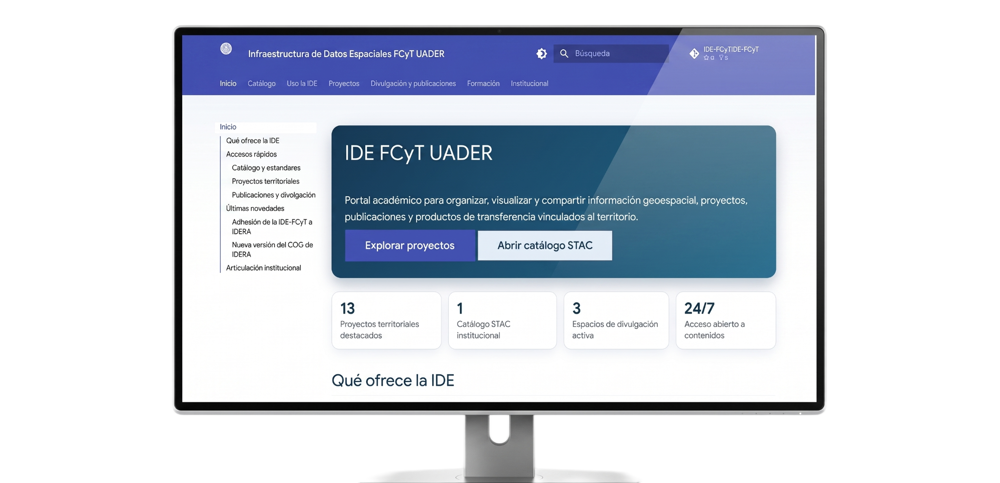 Infraestructura de Datos Espaciales FCyT UADER
Búsqueda
IDE-FCyTIDE-FCyT
a s
Inicio Catálogo Uso la IDE Proyectos Divulgación y publicaciones Formación Institucional
Inicio
Qué ofrece la IDE
Accesos rápidos
Catálogo y estandares
Proyectos territoriales
Publicaciones y divolgación
Últimas novedades
Adhesión de la IDE-FCyT a
IDERA
Nueva versión del COG de
IDERA
Articulación institucional
IDE FCyT UADER
Portal académico para organizar, visualizar y compartir información geoespacial, proyectos,
publicaciones y productos de transferencia vinculados al territorio.
Explorar proyectos
Abrir catálogo STAC
13
Proyectos territoriales
destacados
1
Catálogo STAC
institucional
3
Espacios de divulgación
activa
24/7
Acceso abierto a
contenidos
Qué ofrece la IDE